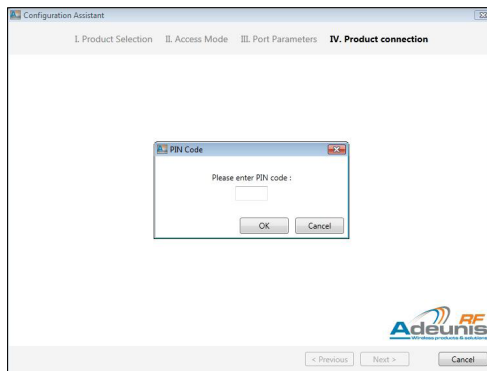 Configuration Assistant
I. Product Selection II. Access Mode III. Port Parameters IV. Product connection
PIN Code
Please enter PIN code :
OK Cancel
Adeunis RF
Wireless products & solutions
< Previous Next > Cancel